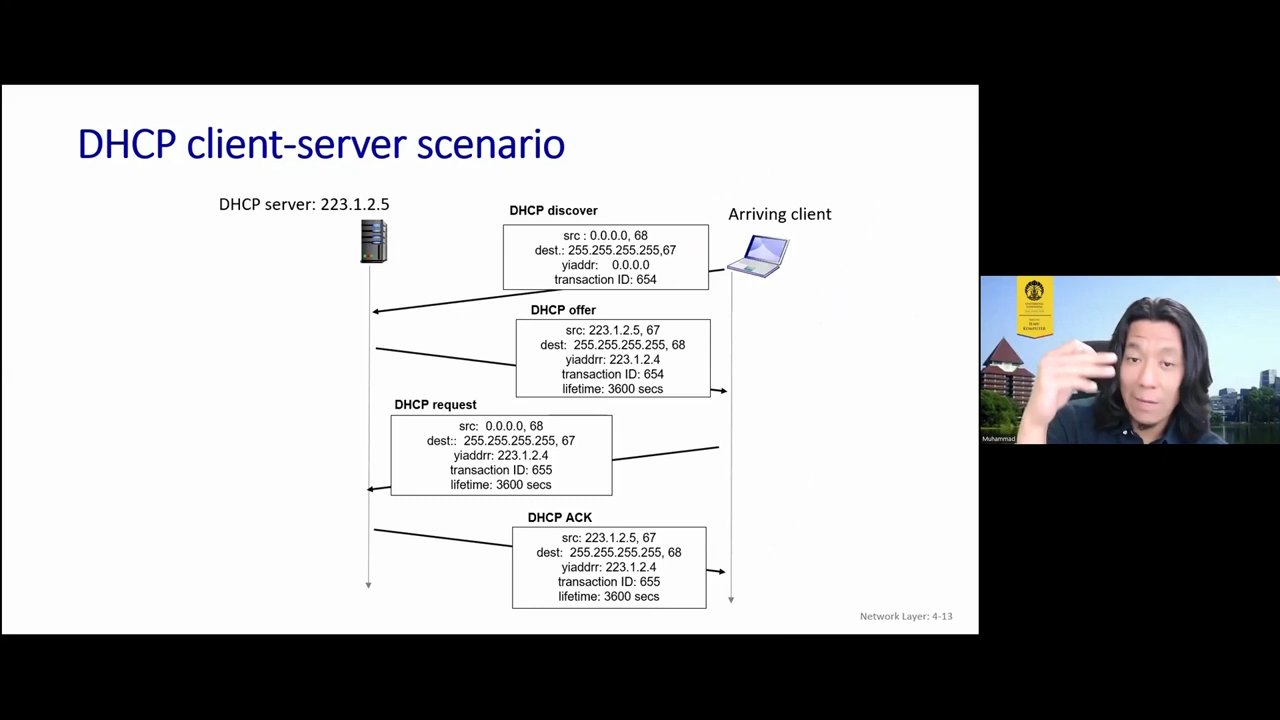 DHCP client-server scenario
DHCP server: 223.1.2.5
Arriving client
DHCP discover
src : 0.0.0.0, 68
dest.: 255.255.255.255,67
yiaddr: 0.0.0.0
transaction ID: 654
DHCP offer
src: 223.1.2.5, 67
dest: 255.255.255.255, 68
yiaddrr: 223.1.2.4
transaction ID: 654
lifetime: 3600 secs
DHCP request
src: 0.0.0.0, 68
dest:: 255.255.255.255, 67
yiaddrr: 223.1.2.4
transaction ID: 655
lifetime: 3600 secs
DHCP ACK
src: 223.1.2.5, 67
dest: 255.255.255.255, 68
yiaddrr: 223.1.2.4
transaction ID: 655
lifetime: 3600 secs
Network Layer: 4-13
ILMU
KOMPUTER
Muhammad